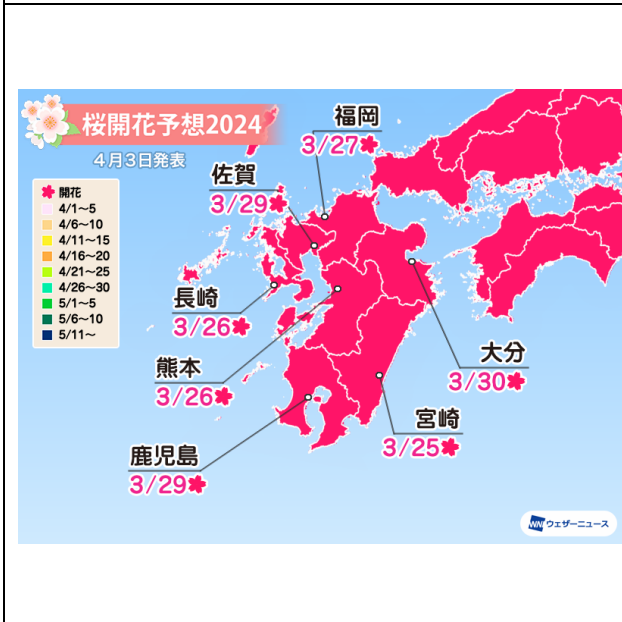 桜開花予想2024
4月3日発表
開花
4/1～5
4/6～10
4/11～15
4/16～20
4/21～25
4/26～30
5/1～5
5/6～10
5/11～
福岡
3/27
佐賀
3/29
長崎
3/26
熊本
3/26
鹿児島
3/29
大分
3/30
宮崎
3/25
WNI ウェザーニュース